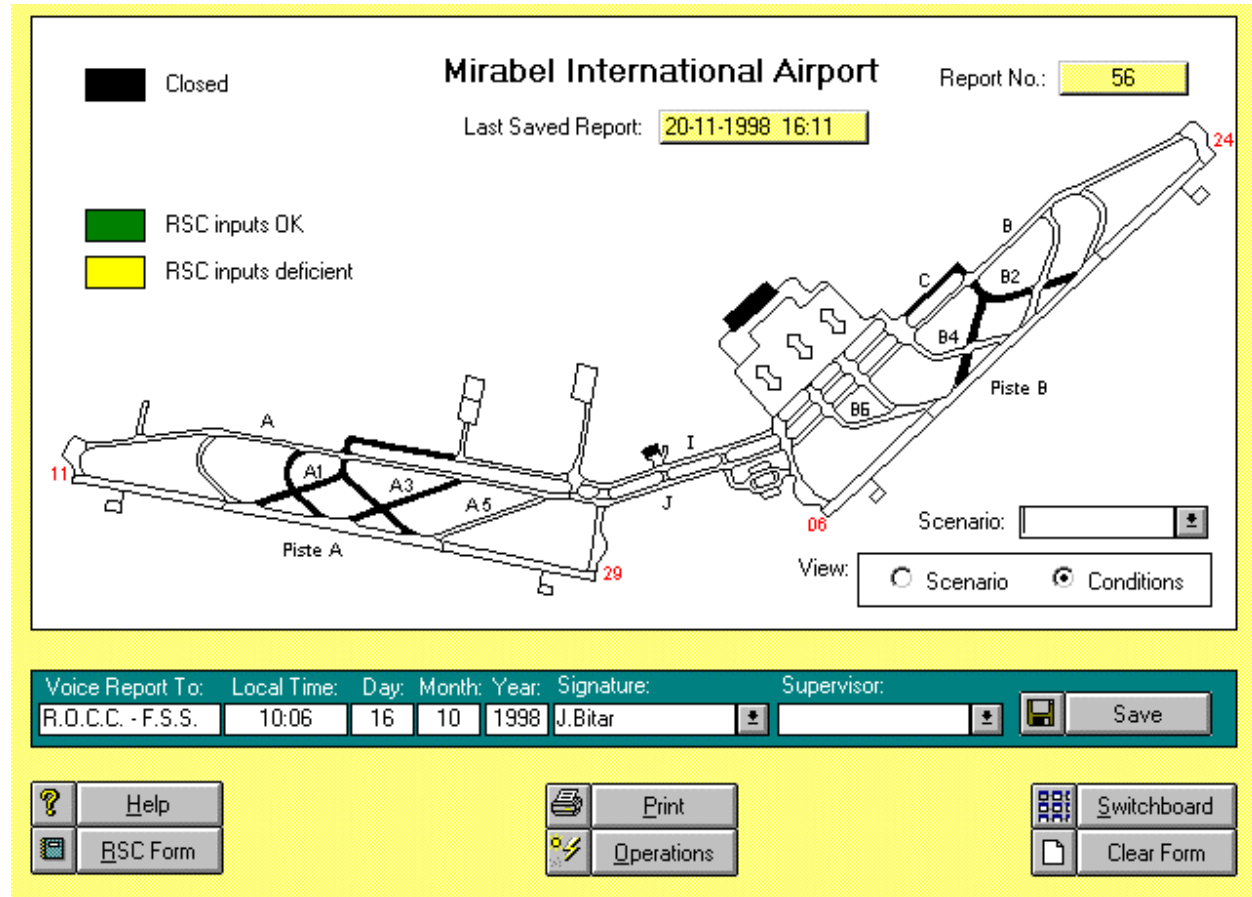 Mirabel International Airport
Closed
Report No.: 56
Last Saved Report: 20-11-1998 16:11
24
RSC inputs OK
B
RSC inputs deficient
C
B2
B4
Piste B
B6
A
I
11
A1
A3
A5
J
06
Scenario:
Piste A
29
View: Scenario Conditions
Voice Report To: Local Time: Day: Month: Year: Signature: Supervisor:
R.O.C.C. - F.S.S. 10:06 16 10 1998 J.Bitar Save
Help Print Switchboard
RSC Form Operations Clear Form